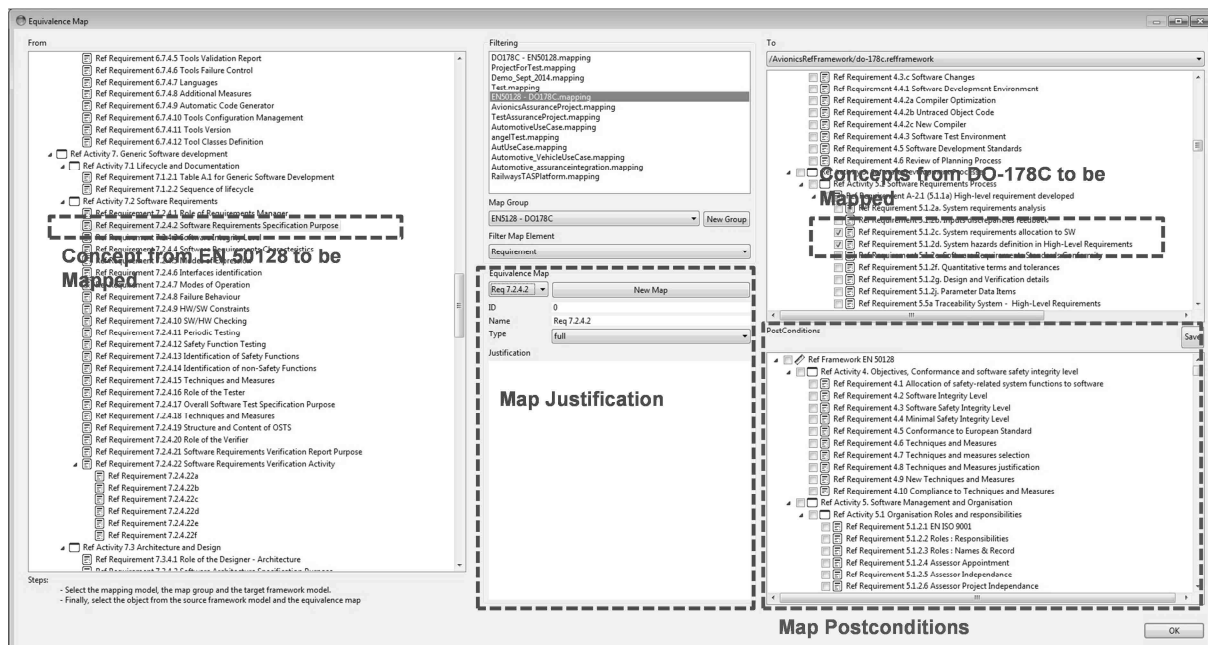 Equivalence Map
From
Ref Requirement 6.7.4.5 Tools Validation Report
Ref Requirement 6.7.4.6 Tools Failure Control
Ref Requirement 6.7.4.7 Languages
Ref Requirement 6.7.4.8 Additional Measures
Ref Requirement 6.7.4.9 Automatic Code Generator
Ref Requirement 6.7.4.10 Tools Configuration Management
Ref Requirement 6.7.4.11 Tools Version
Ref Requirement 6.7.4.12 Tool Classes Definition
Ref Activity 7. Generic Software development
Ref Activity 7.1 Lifecycle and Documentation
Ref Requirement 7.1.2.1 Table A.1 for Generic Software Development
Ref Requirement 7.1.2.2 Sequence of lifecycle
Ref Activity 7.2 Software Requirements
Ref Requirement 7.2.4.1 Role of Requirements Manager
Ref Requirement 7.2.4.2 Software Requirements Specification Purpose
Concept from EN 50128 to be
Mapped
Ref Requirement 7.2.4.6 Interfaces identification
Ref Requirement 7.2.4.7 Modes of Operation
Ref Requirement 7.2.4.8 Failure Behaviour
Ref Requirement 7.2.4.9 HW/SW Constraints
Ref Requirement 7.2.4.10 SW/HW Checking
Ref Requirement 7.2.4.11 Periodic Testing
Ref Requirement 7.2.4.12 Safety Function Testing
Ref Requirement 7.2.4.13 Identification of Safety Functions
Ref Requirement 7.2.4.14 Identification of non-Safety Functions
Ref Requirement 7.2.4.15 Techniques and Measures
Ref Requirement 7.2.4.16 Role of the Tester
Ref Requirement 7.2.4.17 Overall Software Test Specification Purpose
Ref Requirement 7.2.4.18 Techniques and Measures
Ref Requirement 7.2.4.19 Structure and Content of OSTS
Ref Requirement 7.2.4.20 Role of the Verifier
Ref Requirement 7.2.4.21 Software Requirements Verification Report Purpose
Ref Requirement 7.2.4.22 Software Requirements Verification Activity
Ref Requirement 7.2.4.22a
Ref Requirement 7.2.4.22b
Ref Requirement 7.2.4.22c
Ref Requirement 7.2.4.22d
Ref Requirement 7.2.4.22e
Ref Requirement 7.2.4.22f
Ref Activity 7.3 Architecture and Design
Ref Requirement 7.3.4.1 Role of the Designer - Architecture
Steps:
- Select the mapping model, the map group and the target framework model.
- Finally, select the object from the source framework model and the equivalence map
Filtering
DO178C - EN50128.mapping
ProjectForTest.mapping
Demo_Sept_2014.mapping
Test.mapping
EN50128 - DO178C.mapping
AvionicsAssuranceProject.mapping
TestAssuranceProject.mapping
AutomotiveUseCase.mapping
angelTest.mapping
AutUseCase.mapping
Automotive_VehicleUseCase.mapping
Automotive_assuranceintegration.mapping
RailwaysTASPlatform.mapping
Map Group
EN5128 - DO178C
New Group
Filter Map Element
Requirement
Equivalence Map
Req 7.2.4.2
New Map
ID
0
Name
Req 7.2.4.2
Type
full
Justification
Map Justification
To
/AvionicsRefFramework/do-178c.refframework
Ref Requirement 4.3.c Software Changes
Ref Requirement 4.4.1 Software Development Environment
Ref Requirement 4.4.2a Compiler Optimization
Ref Requirement 4.4.2b Untraced Object Code
Ref Requirement 4.4.2c New Compiler
Ref Requirement 4.4.3 Software Test Environment
Ref Requirement 4.5 Software Development Standards
Ref Requirement 4.6 Review of Planning Process
Concepts from DO-178C to be
Mapped
Ref Requirement A-2.1 (5.1.1a) High-level requirement developed
Ref Requirement 5.1.2a. System requirements analysis
Ref Requirement 5.1.2c. System requirements allocation to SW
Ref Requirement 5.1.2d. System hazards definition in High-Level Requirements
Ref Requirement 5.1.2f. Quantitative terms and tolerances
Ref Requirement 5.1.2g. Design and Verification details
Ref Requirement 5.1.2j. Parameter Data Items
Ref Requirement 5.5a Traceability System - High-Level Requirements
PostConditions
Save
Ref Framework EN 50128
Ref Activity 4. Objectives, Conformance and software safety integrity level
Ref Requirement 4.1 Allocation of safety-related system functions to software
Ref Requirement 4.2 Software Integrity Level
Ref Requirement 4.3 Software Safety Integrity Level
Ref Requirement 4.4 Minimal Safety Integrity Level
Ref Requirement 4.5 Conformance to European Standard
Ref Requirement 4.6 Techniques and Measures
Ref Requirement 4.7 Techniques and measures selection
Ref Requirement 4.8 Techniques and Measures justification
Ref Requirement 4.9 New Techniques and Measures
Ref Requirement 4.10 Compliance to Techniques and Measures
Ref Activity 5. Software Management and Organisation
Ref Activity 5.1 Organisation Roles and responsibilities
Ref Requirement 5.1.2.1 EN ISO 9001
Ref Requirement 5.1.2.2 Roles : Responsibilities
Ref Requirement 5.1.2.3 Roles : Names & Record
Ref Requirement 5.1.2.4 Assessor Appointment
Ref Requirement 5.1.2.5 Assessor Independance
Ref Requirement 5.1.2.6 Assessor Project Independance
Map Postconditions
OK